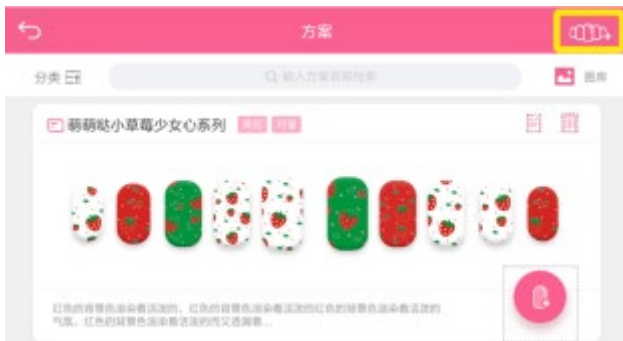 方案
分类
输入方案名称检索
图库
萌萌哒小草莓少女心系列
红色的背景色渲染着活泼的，红色的背景色渲染着活泼的红色的背景色渲染着活泼的
气氛，红色的背景色渲染着活泼的而又透漏着...